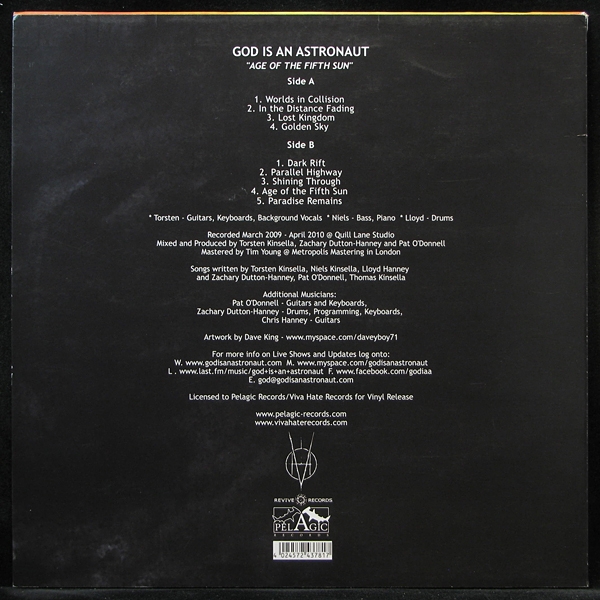 GOD IS AN ASTRONAUT
"AGE OF THE FIFTH SUN"
Side A
1. Worlds in Collision
2. In the Distance Fading
3. Lost Kingdom
4. Golden Sky
Side B
1. Dark Rift
2. Parallel Highway
3. Shining Through
4. Age of the Fifth Sun
5. Paradise Remains
* Torsten - Guitars, Keyboards, Background Vocals * Niels - Bass, Piano * Lloyd - Drums
Recorded March 2009 - April 2010 @ Quill Lane Studio
Mixed and Produced by Torsten Kinsella, Zachary Dutton-Hanney and Pat O'Donnell
Mastered by Tim Young @ Metropolis Mastering in London
Songs written by Torsten Kinsella, Niels Kinsella, Lloyd Hanney
and Zachary Dutton-Hanney, Pat O'Donnell, Thomas Kinsella
Additional Musicians:
Pat O'Donnell - Guitars and Keyboards,
Zachary Dutton-Hanney - Drums, Programming, Keyboards,
Chris Hanney - Guitars
Artwork by Dave King - www.myspace.com/daveyboy71
For more info on Live Shows and Updates log onto:
W. www.godisanastronaut.com M. www.myspace.com/godisanastronaut
L . www.last.fm/music/god+is+an+astronaut F. www.facebook.com/godiaa
E. god@godisanastronaut.com
Licensed to Pelagic Records/Viva Hate Records for Vinyl Release
www.pelagic-records.com
www.vivahaterecords.com
REVIVE RECORDS
PELAGIC
RECORDS
4 024572 437817